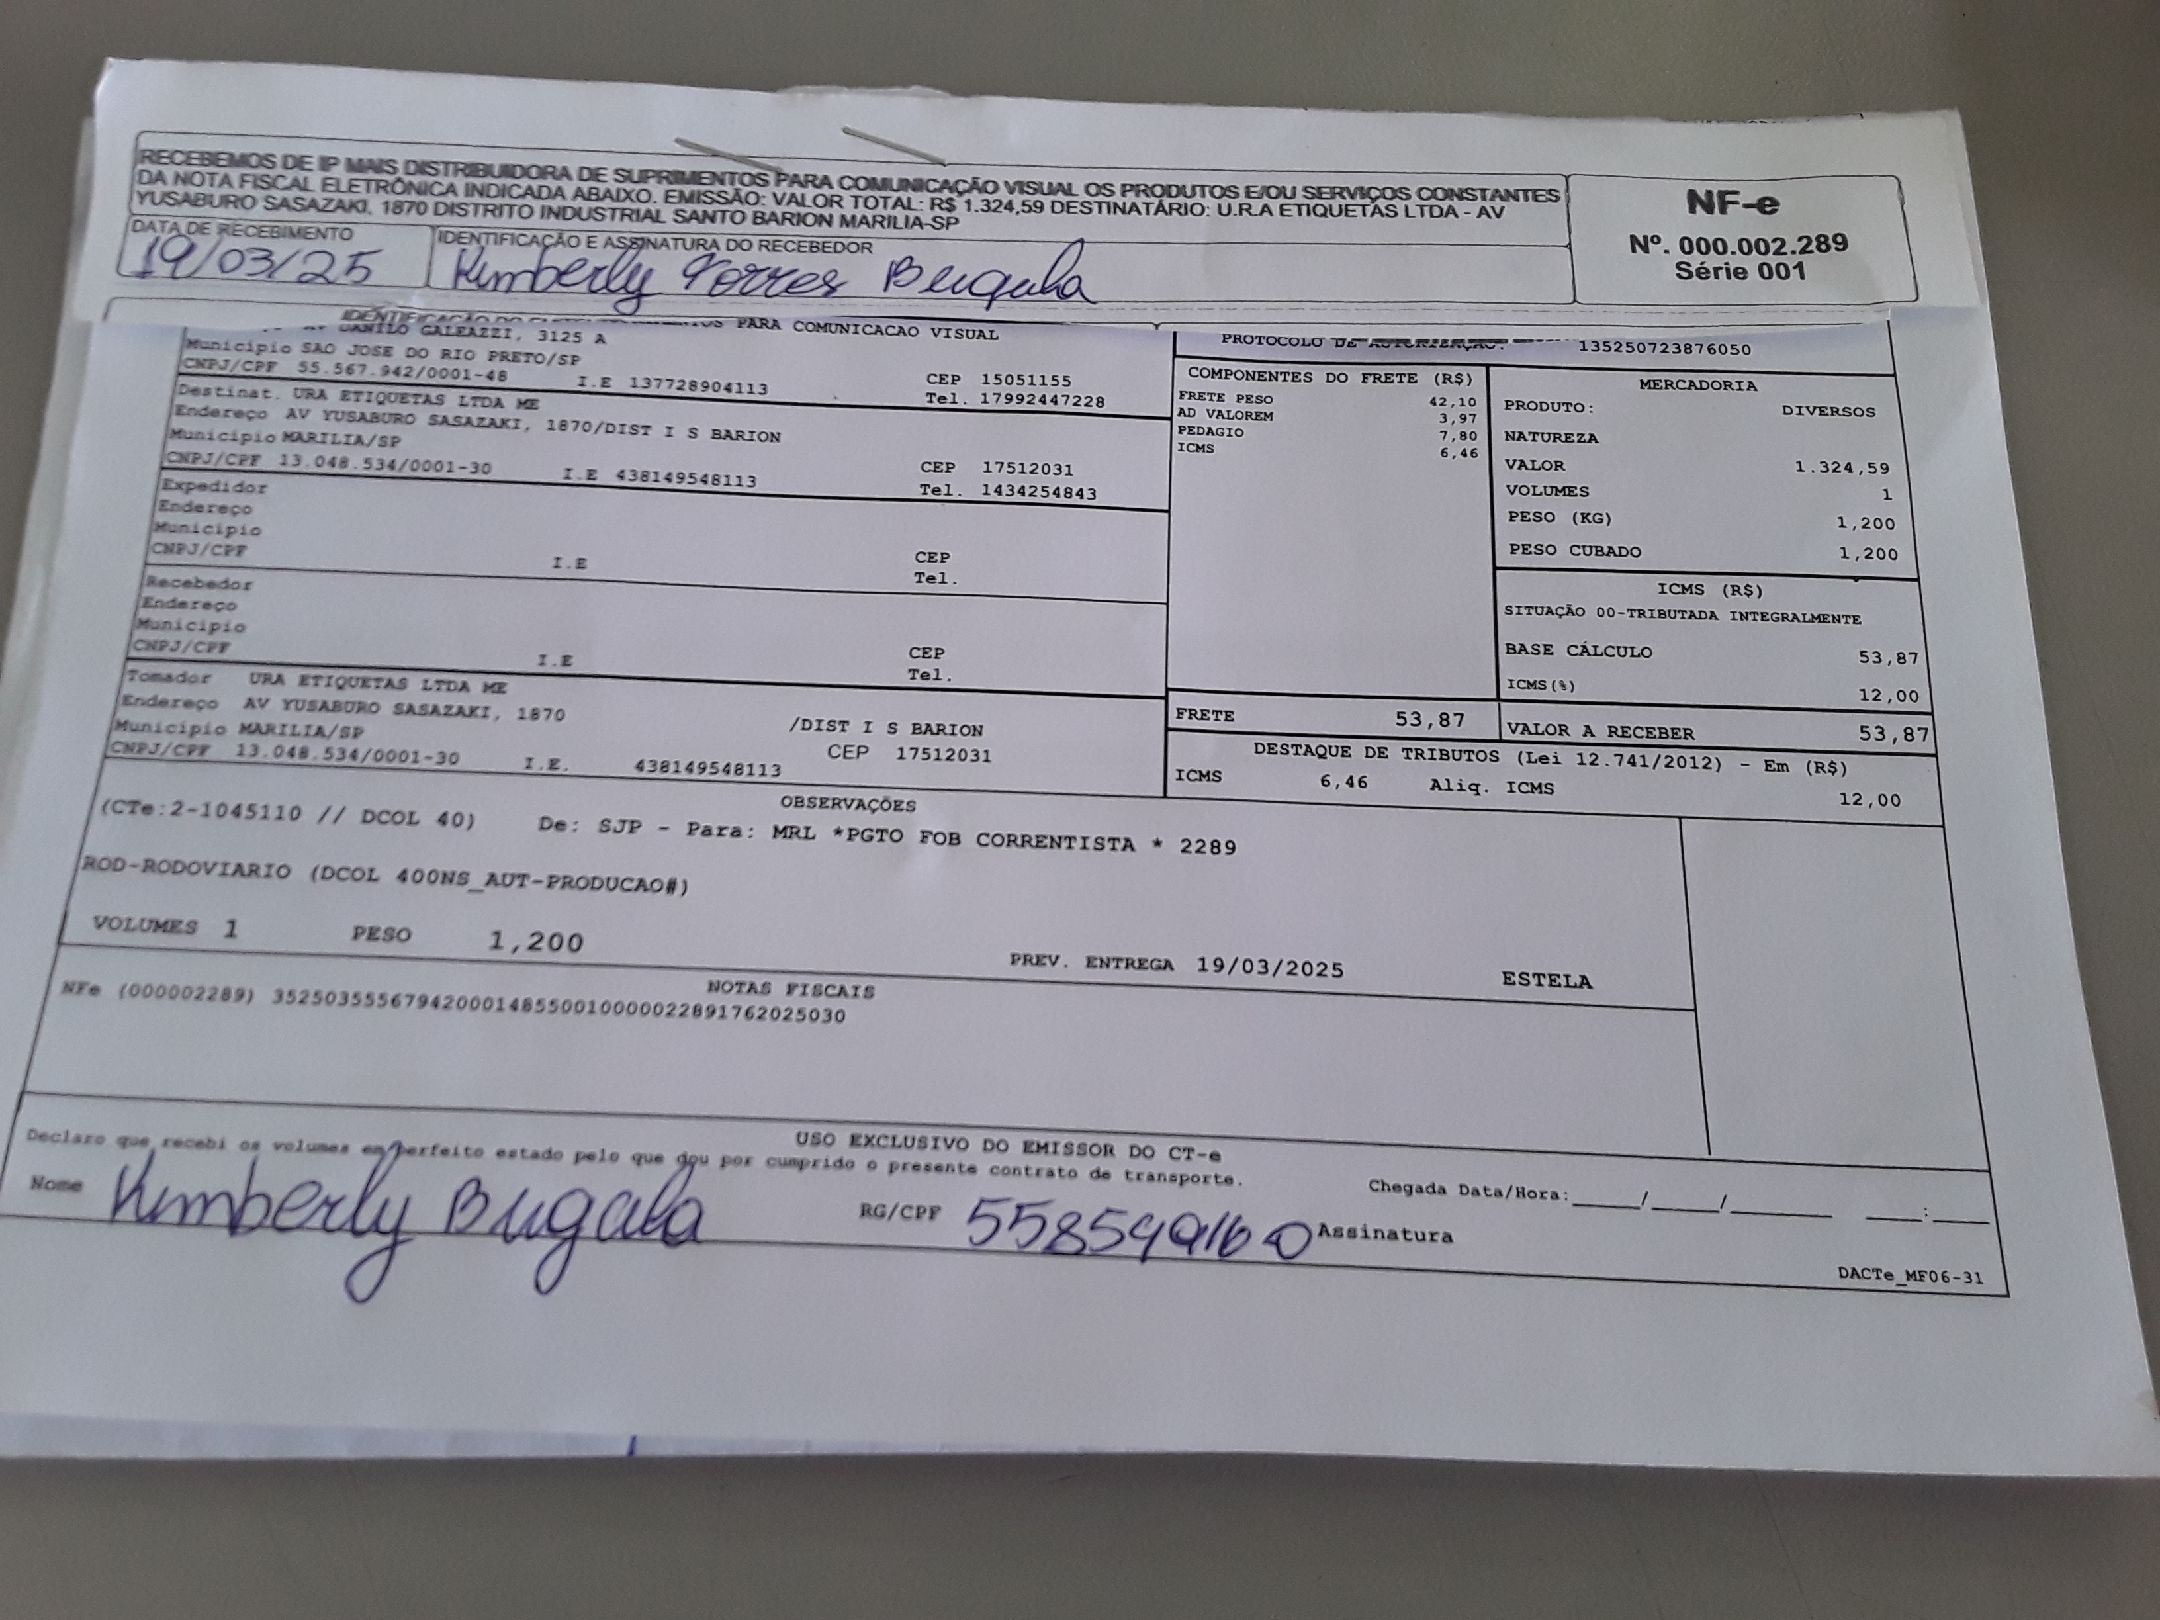 RECEBEMOS DE IP MAIS DISTRIBUIDORA DE SUPRIMENTOS PARA COMUNICAÇÃO VISUAL OS PRODUTOS E/OU SERVIÇOS CONSTANTES
DA NOTA FISCAL ELETRÔNICA INDICADA ABAIXO. EMISSÃO: VALOR TOTAL: R$ 1.324,59 DESTINATÁRIO: U.R.A ETIQUETAS LTDA - AV
YUSABURO SASAZAKI, 1870 DISTRITO INDUSTRIAL SANTO BARION MARILIA-SP
DATA DE RECEBIMENTO
19/03/25
IDENTIFICAÇÃO E ASSINATURA DO RECEBEDOR
Kimberly Torres Bugala
NF-e
Nº. 000.002.289
Série 001
PARA COMUNICACAO VISUAL
AV DANILO GALEAZZI, 3125 A
Município SAO JOSE DO RIO PRETO/SP
CNPJ/CPF 55.567.942/0001-48 I.E 137728904113
CEP 15051155
Tel. 17992447228
Destinat. URA ETIQUETAS LTDA ME
Endereço AV YUSABURO SASAZAKI, 1870/DIST I S BARION
Município MARILIA/SP
CNPJ/CPF 13.048.534/0001-30 I.E 438149548113
CEP 17512031
Tel. 1434254843
Expedidor
Endereço
Município
CNPJ/CPF I.E
CEP
Tel.
Recebedor
Endereço
Município
CNPJ/CPF I.E
CEP
Tel.
Tomador URA ETIQUETAS LTDA ME
Endereço AV YUSABURO SASAZAKI, 1870 /DIST I S BARION
Município MARILIA/SP CEP 17512031
CNPJ/CPF 13.048.534/0001-30 I.E. 438149548113
PROTOCOLO DE AUTORIZAÇÃO: 135250723876050
COMPONENTES DO FRETE (R$)
FRETE PESO 42,10
AD VALOREM 3,97
PEDAGIO 7,80
ICMS 6,46
MERCADORIA
PRODUTO: DIVERSOS
NATUREZA
VALOR 1.324,59
VOLUMES 1
PESO (KG) 1,200
PESO CUBADO 1,200
ICMS (R$)
SITUAÇÃO 00-TRIBUTADA INTEGRALMENTE
BASE CÁLCULO 53,87
ICMS(%) 12,00
FRETE 53,87
VALOR A RECEBER 53,87
DESTAQUE DE TRIBUTOS (Lei 12.741/2012) - Em (R$)
ICMS 6,46 Aliq. ICMS 12,00
OBSERVAÇÕES
(CTe:2-1045110 // DCOL 40) De: SJP - Para: MRL *PGTO FOB CORRENTISTA * 2289
ROD-RODOVIARIO (DCOL 400NS_AUT-PRODUCAO#)
VOLUMES 1 PESO 1,200
PREV. ENTREGA 19/03/2025 ESTELA
NOTAS FISCAIS
NFe (000002289) 35250355567942000148550010000022891762025030
USO EXCLUSIVO DO EMISSOR DO CT-e
Declaro que recebi os volumes em perfeito estado pelo que dou por cumprido o presente contrato de transporte.
Nome Kimberly Bugala
RG/CPF 558549160
Chegada Data/Hora:____/____/______ ___:___
Assinatura
DACTe_MF06-31